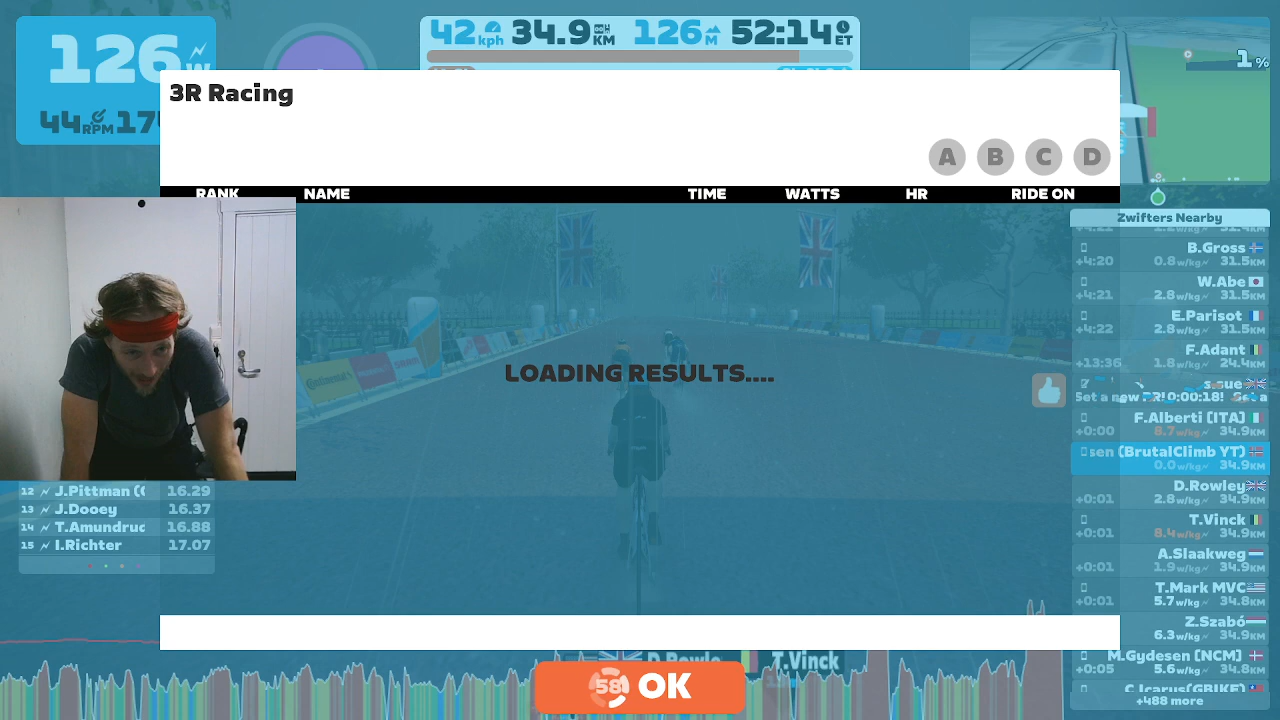 126 W
44 RPM 17
42 kph 34.9 KM 126 M 52:14 ET
1 %
3R Racing
A B C D
RANK NAME TIME WATTS HR RIDE ON
LOADING RESULTS....
Zwifters Nearby
B.Gross
+4:20 0.8 w/kg 31.5KM
W.Abe
+4:21 2.8 w/kg 31.5KM
E.Parisot
+4:22 2.8 w/kg 31.5KM
F.Adant
+13:36 1.8 w/kg 24.4KM
F.Alberti (ITA)
+0:00 8.7 w/kg 34.9KM
sen (BrutalClimb YT)
0.0 w/kg 34.9KM
D.Rowley
+0:01 2.8 w/kg 34.9KM
T.Vinck
+0:01 8.4 w/kg 34.9KM
A.Slaakweg
+0:01 1.9 w/kg 34.9KM
T.Mark MVC
+0:01 5.7 w/kg 34.8KM
Z.Szabó
6.3 w/kg 34.9KM
M.Gydesen (NCM)
+0:05 5.6 w/kg 34.8KM
C.Icarus(GBIKE)
+488 more
12 J.Pittman (C 16.29
13 J.Dooey 16.37
14 T.Amundruc 16.88
15 I.Richter 17.07
Continental
T.Vinck
58 OK